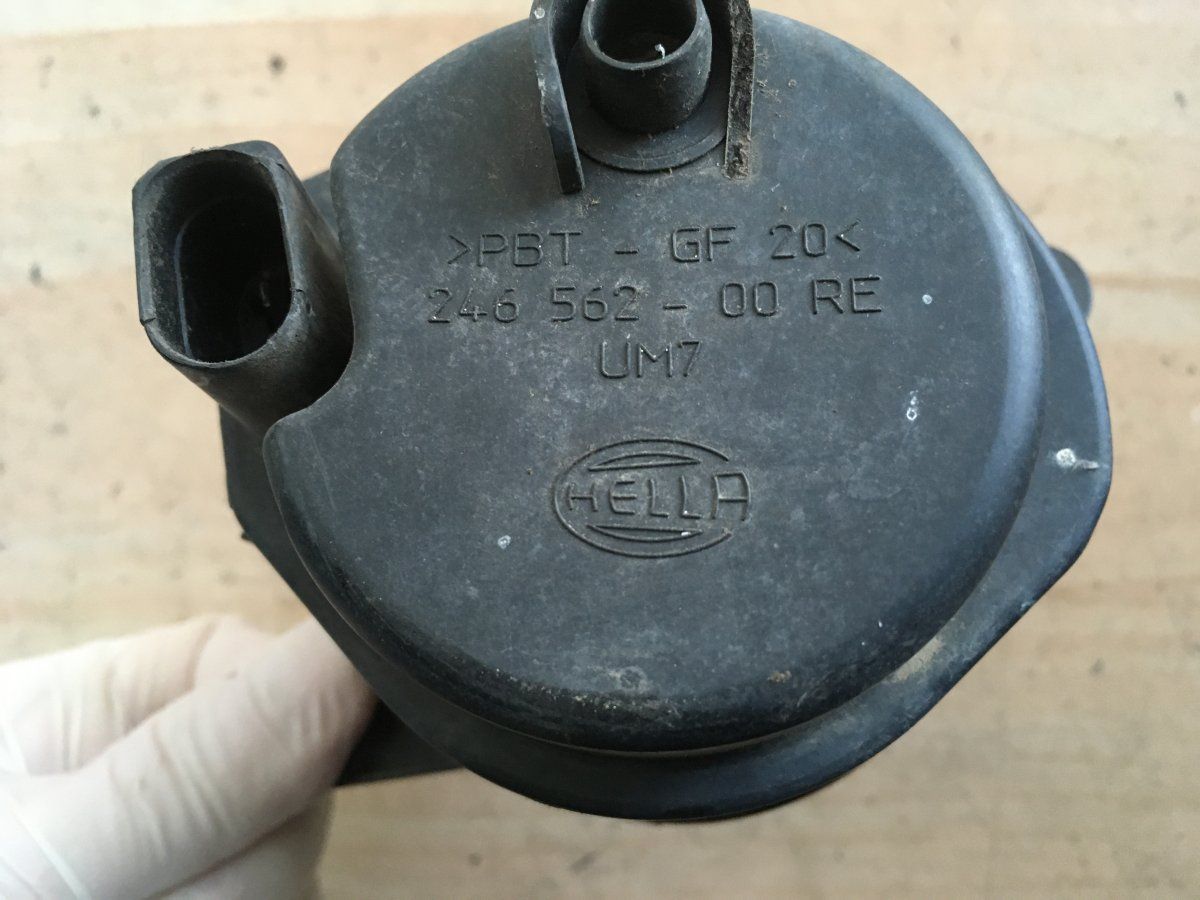 >PBT - GF 20<
246 562 - 00 RE
UM7
HELLA